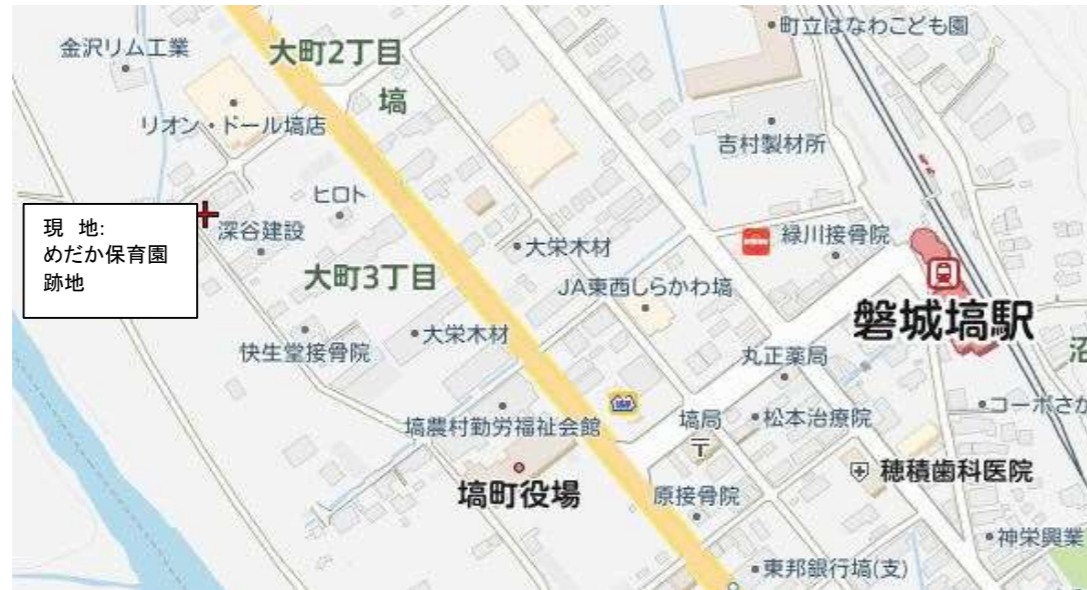 町立はなわこども園
金沢リム工業
大町2丁目
塙
リオン・ドール塙店
吉村製材所
ヒロト
現 地:
めだか保育園
跡地
深谷建設
緑川接骨院
大栄木材
大町3丁目
JA東西しらかわ塙
磐城塙駅
大栄木材
快生堂接骨院
丸正薬局
沼
コーポさか
塙農村勤労福祉会館
塙局
松本治療院
塙町役場
穂積歯科医院
原接骨院
神栄興業
東邦銀行塙(支)